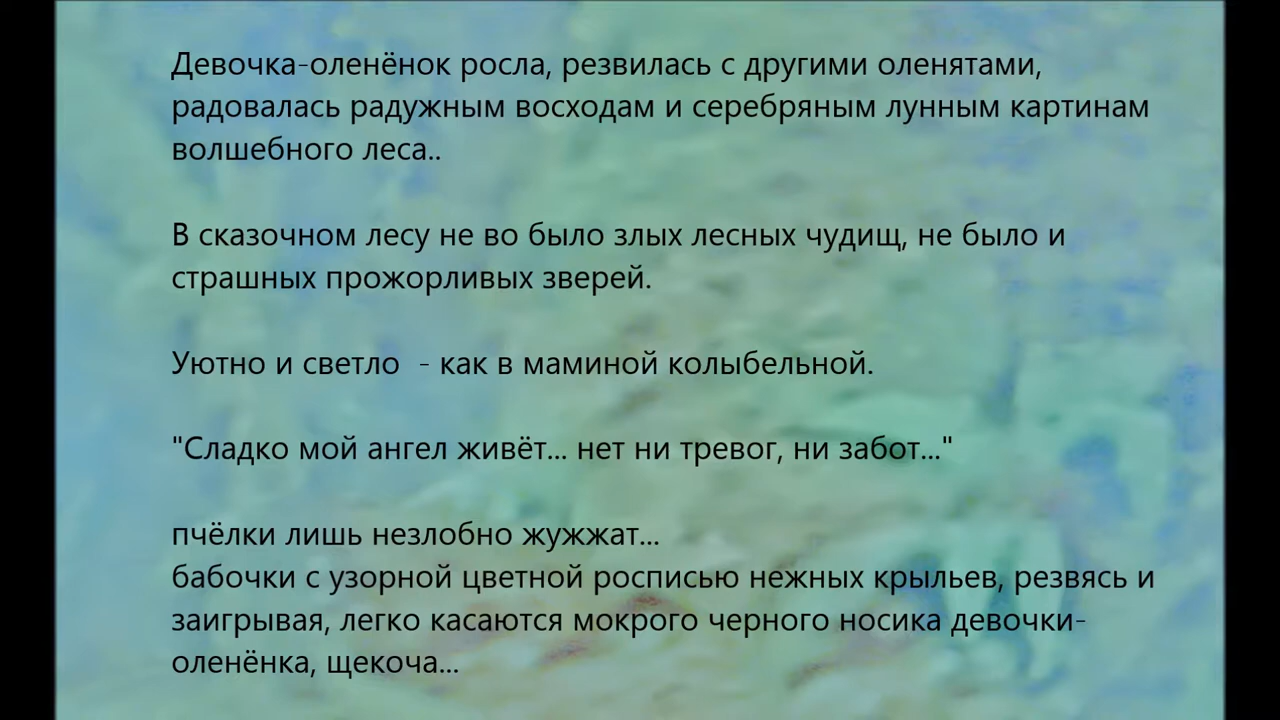 Девочка-оленёнок росла, резвилась с другими оленятами,
радовалась радужным восходам и серебряным лунным картинам
волшебного леса..
В сказочном лесу не во было злых лесных чудищ, не было и
страшных прожорливых зверей.
Уютно и светло  - как в маминой колыбельной.
"Сладко мой ангел живёт... нет ни тревог, ни забот..."
пчёлки лишь незлобно жужжат...
бабочки с узорной цветной росписью нежных крыльев, резвясь и
заигрывая, легко касаются мокрого черного носика девочки-
оленёнка, щекоча...